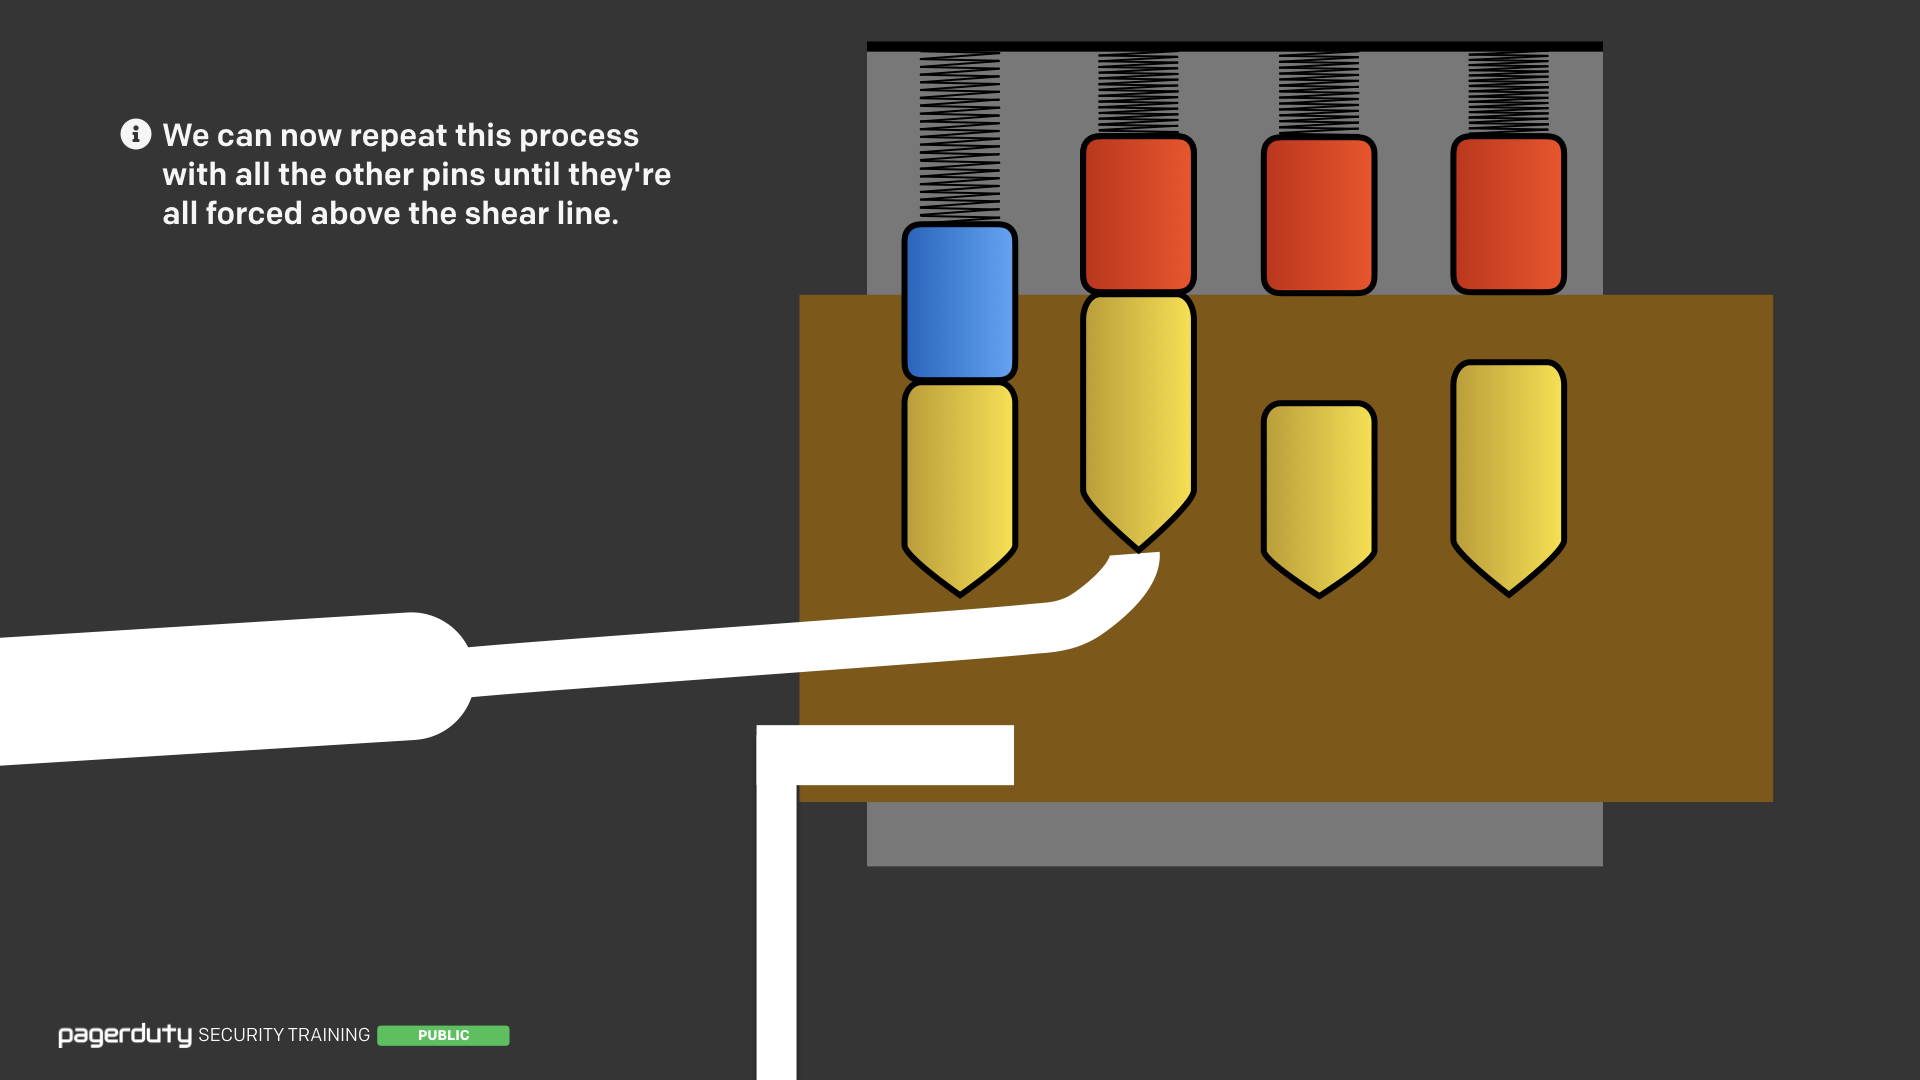 We can now repeat this process
with all the other pins until they're
all forced above the shear line.
pagerduty SECURITY TRAINING PUBLIC